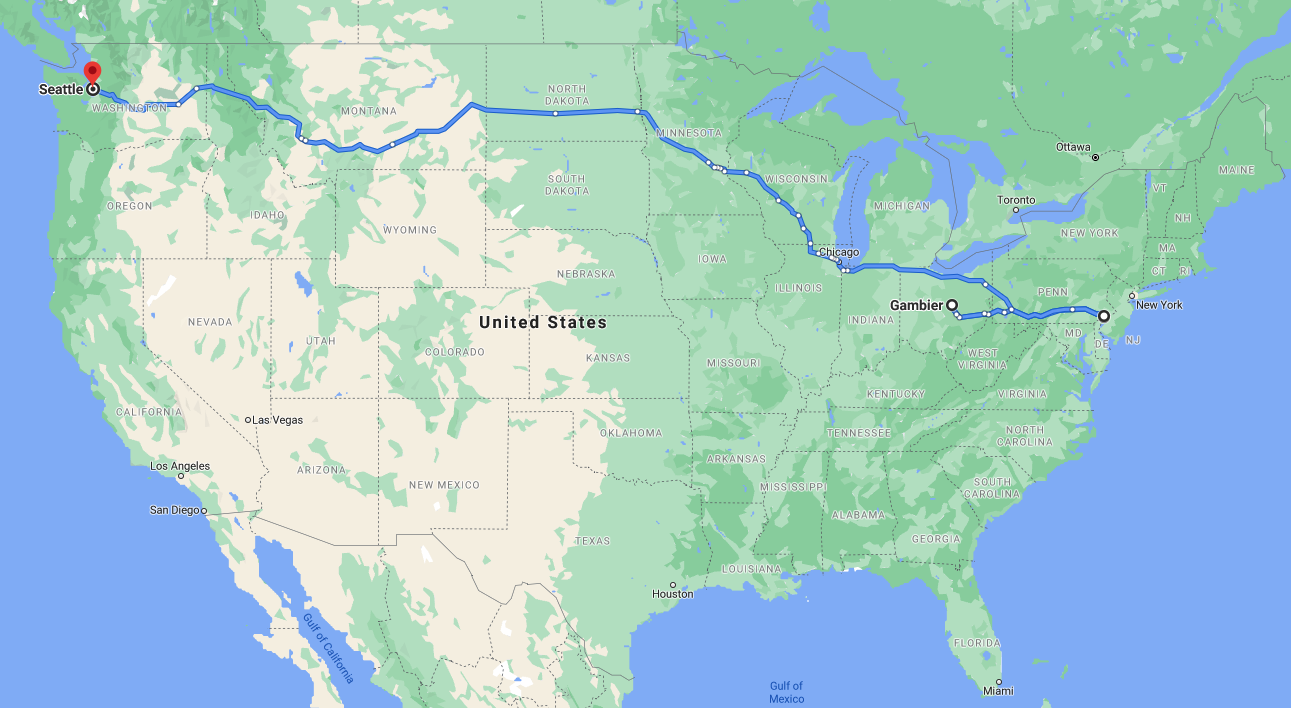 Seattle
WASHINGTON
MONTANA
NORTH
DAKOTA
MINNESOTA
Ottawa
MAINE
OREGON
IDAHO
SOUTH
DAKOTA
WISCONSIN
MICHIGAN
Toronto
VT
NH
WYOMING
NEW YORK
MA
CT
RI
Chicago
IOWA
NEBRASKA
ILLINOIS
INDIANA
Gambier
PENN
New York
NEVADA
UTAH
United States
COLORADO
KANSAS
MISSOURI
WEST
VIRGINIA
MD
DE
NJ
CALIFORNIA
Las Vegas
KENTUCKY
VIRGINIA
OKLAHOMA
TENNESSEE
NORTH
CAROLINA
Los Angeles
ARIZONA
NEW MEXICO
ARKANSAS
MISSISSIPPI
SOUTH
CAROLINA
San Diego
ALABAMA
GEORGIA
TEXAS
LOUISIANA
Houston
Gulf of California
FLORIDA
Gulf of
Mexico
Miami